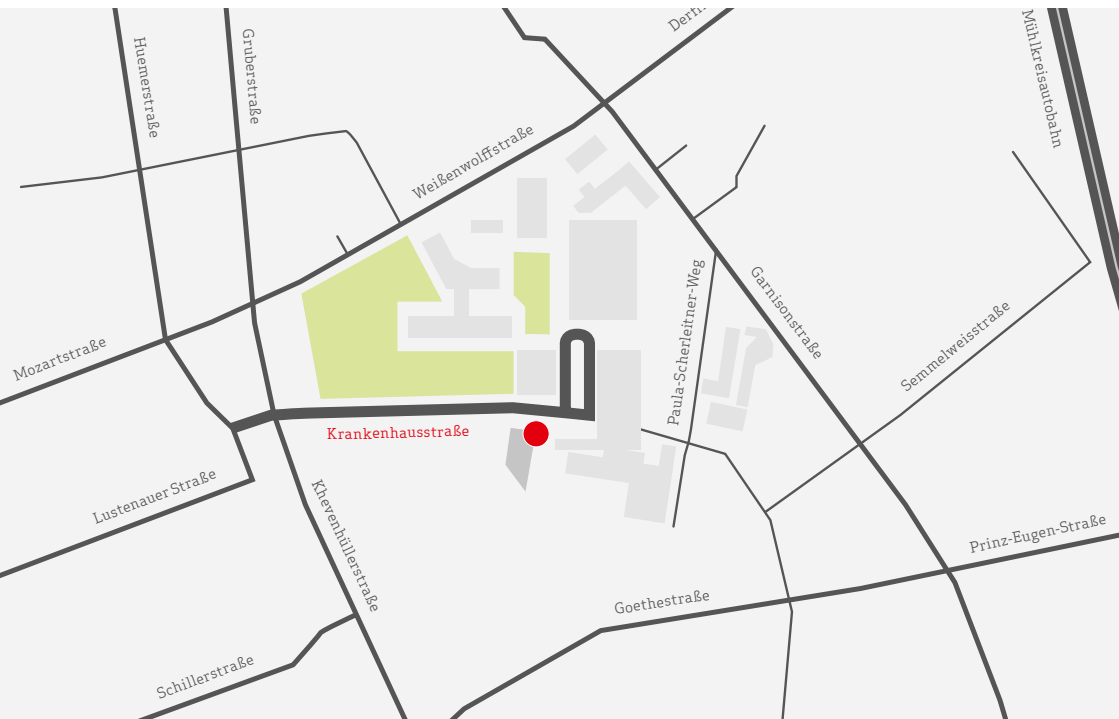 Huemerstraße
Gruberstraße
Mühlkreisautobahn
Weißenwolffstraße
Mozartstraße
Paula-Scherleitner-Weg
Garnisonstraße
Semmelweisstraße
Krankenhausstraße
Lustenauer Straße
Khevenhüllerstraße
Prinz-Eugen-Straße
Goethestraße
Schillerstraße